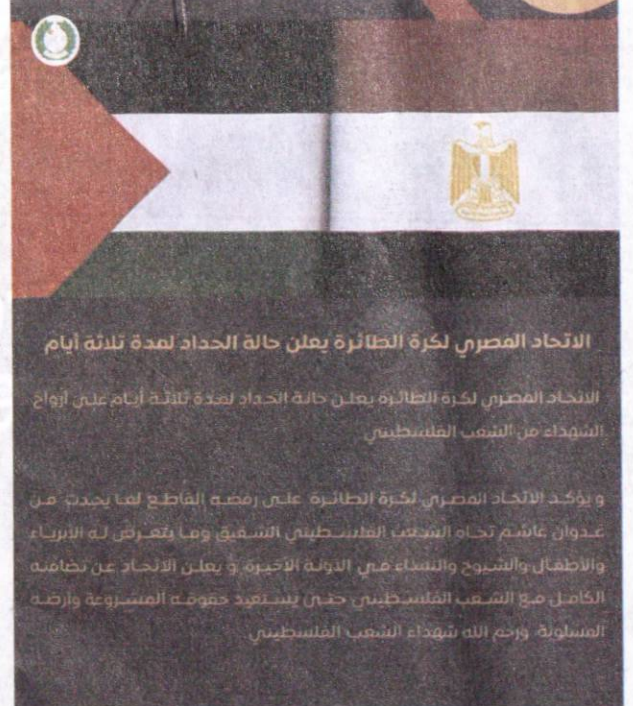 الاتحاد المصري لكرة الطائرة يعلن حالة الحداد لمدة ثلاثة أيام
الاتحاد المصري لكرة الطائرة يعلن حالة الحداد لمدة ثلاثة أيام على أرواح
الشهداء من الشعب الفلسطيني
و يؤكد الاتحاد المصري لكرة الطائرة على رفضه القاطع لما يحدث من
عدوان غاشم تجاه الشعب الفلسطيني الشقيق وما يتعرض له الأبرياء
والأطفال والشيوخ والنساء في الآونة الأخيرة و يعلن الاتحاد عن تضامنه
الكامل مع الشعب الفلسطيني حتى يستعيد حقوقه المشروعة وأرضه
المسلوبة، ورحم الله شهداء الشعب الفلسطيني